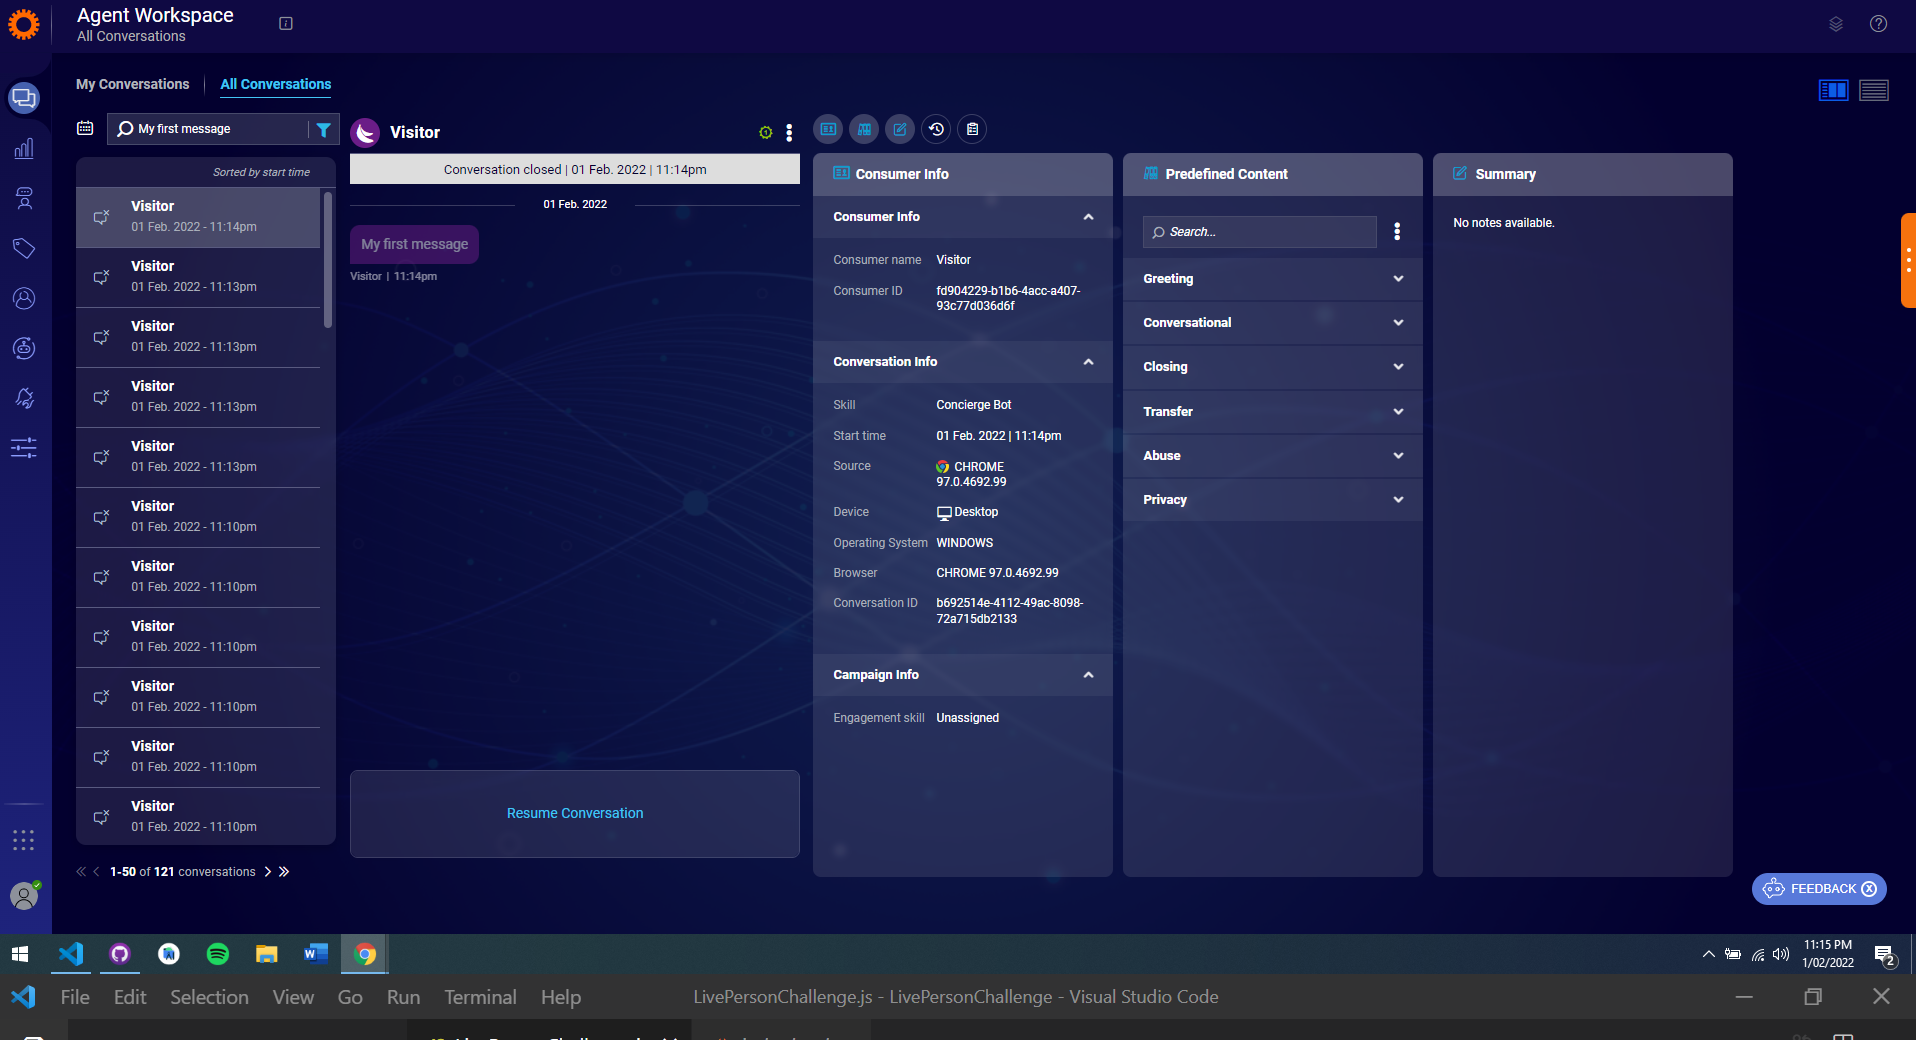 Agent Workspace
All Conversations
My Conversations
All Conversations
My first message
Sorted by start time
Visitor
01 Feb. 2022 - 11:14pm
Visitor
01 Feb. 2022 - 11:13pm
Visitor
01 Feb. 2022 - 11:13pm
Visitor
01 Feb. 2022 - 11:13pm
Visitor
01 Feb. 2022 - 11:13pm
Visitor
01 Feb. 2022 - 11:10pm
Visitor
01 Feb. 2022 - 11:10pm
Visitor
01 Feb. 2022 - 11:10pm
Visitor
01 Feb. 2022 - 11:10pm
Visitor
01 Feb. 2022 - 11:10pm
Visitor
01 Feb. 2022 - 11:10pm
1-50 of 121 conversations
Visitor
Conversation closed | 01 Feb. 2022 | 11:14pm
01 Feb. 2022
My first message
Visitor | 11:14pm
Resume Conversation
Consumer Info
Consumer Info
Consumer name Visitor
Consumer ID fd904229-b1b6-4acc-a407-
93c77d036d6f
Conversation Info
Skill Concierge Bot
Start time 01 Feb. 2022 | 11:14pm
Source CHROME
97.0.4692.99
Device Desktop
Operating System WINDOWS
Browser CHROME 97.0.4692.99
Conversation ID b692514e-4112-49ac-8098-
72a715db2133
Campaign Info
Engagement skill Unassigned
Predefined Content
Search...
Greeting
Conversational
Closing
Transfer
Abuse
Privacy
Summary
No notes available.
FEEDBACK
11:15 PM
1/02/2022
2
File Edit Selection View Go Run Terminal Help
LivePersonChallenge.js - LivePersonChallenge - Visual Studio Code